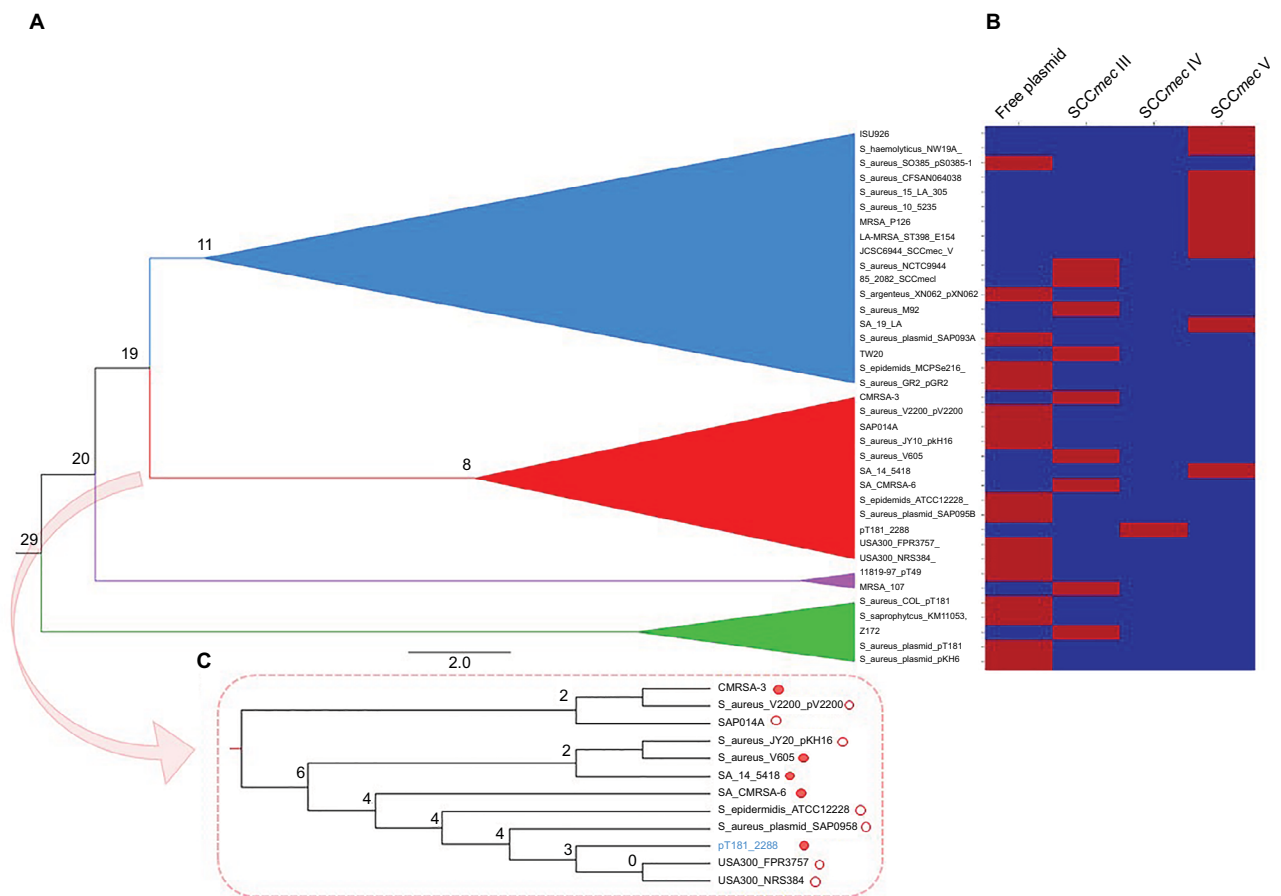 A
B
Free plasmid
SCCmec III
SCCmec IV
SCCmec V
ISU926
S_haemolyticus_NW19A_
S_aureus_SO385_pS0385-1
S_aureus_CFSAN064038
S_aureus_15_LA_305
S_aureus_10_5235
MRSA_P126
LA-MRSA_ST398_E154
JCSC6944_SCCmec_V
S_aureus_NCTC9944
85_2082_SCCmecI
S_argenteus_XN062_pXN062
S_aureus_M92
SA_19_LA
S_aureus_plasmid_SAP093A
TW20
S_epidemids_MCPSe216_
S_aureus_GR2_pGR2
CMRSA-3
S_aureus_V2200_pV2200
SAP014A
S_aureus_JY10_pkH16
S_aureus_V605
SA_14_5418
SA_CMRSA-6
S_epidemids_ATCC12228_
S_aureus_plasmid_SAP095B
pT181_2288
USA300_FPR3757_
USA300_NRS384_
11819-97_pT49
MRSA_107
S_aureus_COL_pT181
S_saprophytcus_KM11053,
Z172
S_aureus_plasmid_pT181
S_aureus_plasmid_pKH6
11
19
8
20
29
2.0
C
CMRSA-3
2
S_aureus_V2200_pV2200
SAP014A
S_aureus_JY20_pKH16
2
S_aureus_V605
6
SA_14_5418
4
SA_CMRSA-6
4
S_epidermidis_ATCC12228
4
S_aureus_plasmid_SAP0958
3
pT181_2288
0
USA300_FPR3757
USA300_NRS384